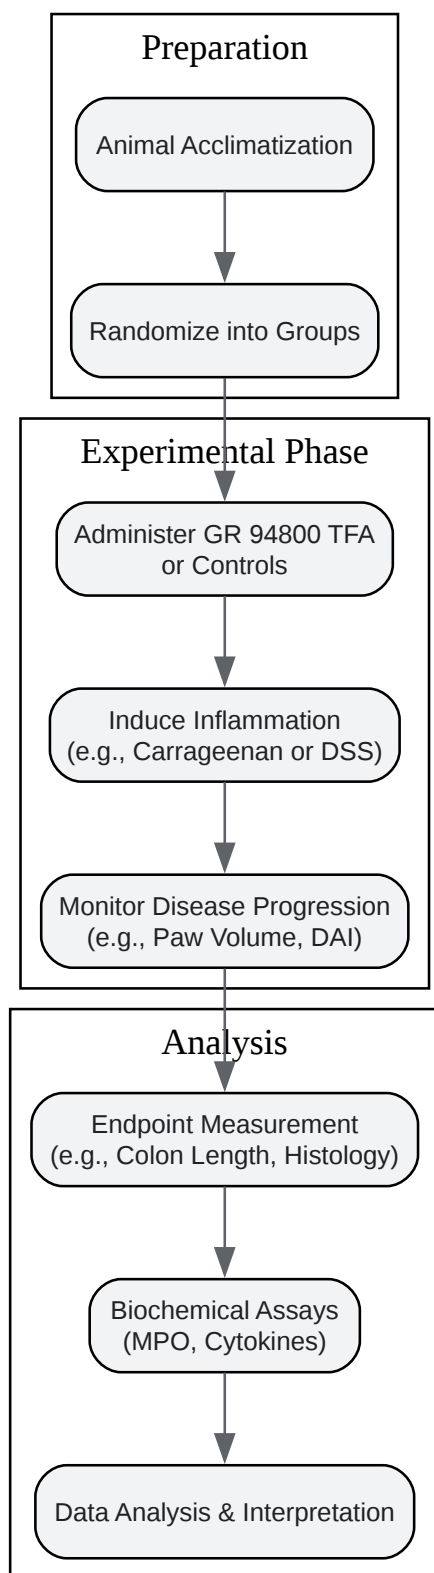 Preparation
Animal Acclimatization
Randomize into Groups
Experimental Phase
Administer GR 94800 TFA
or Controls
Induce Inflammation
(e.g., Carrageenan or DSS)
Monitor Disease Progression
(e.g., Paw Volume, DAI)
Analysis
Endpoint Measurement
(e.g., Colon Length, Histology)
Biochemical Assays
(MPO, Cytokines)
Data Analysis & Interpretation